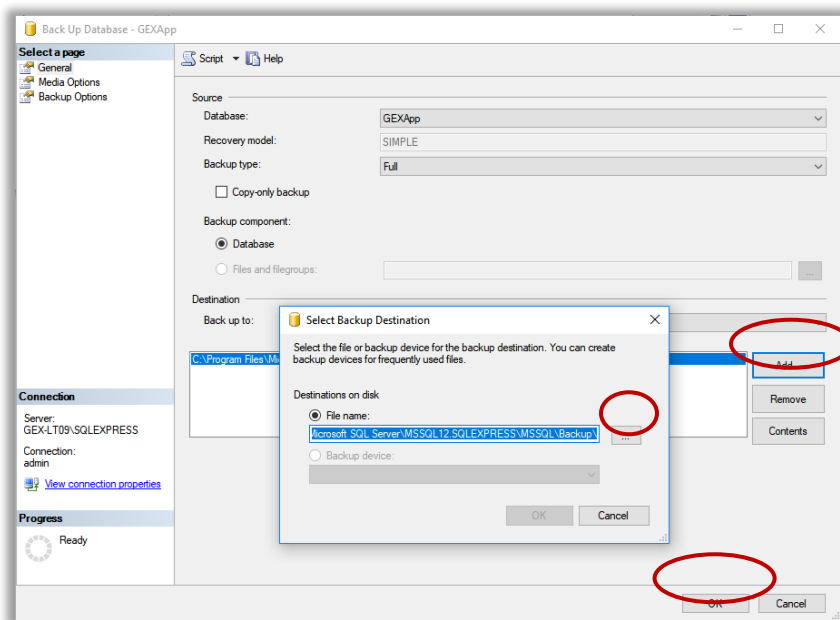 Back Up Database - GEXApp
Select a page
General
Media Options
Backup Options
Script
Help
Source
Database:
GEXApp
Recovery model:
SIMPLE
Backup type:
Full
Copy-only backup
Backup component:
Database
Files and filegroups:
...
Destination
Back up to:
C:\Program Files\Mi
Add...
Remove
Contents
Select Backup Destination
Select the file or backup device for the backup destination. You can create
backup devices for frequently used files.
Destinations on disk
File name:
Microsoft SQL Server\MSSQL12.SQLEXPRESS\MSSQL\Backup\
...
Backup device:
OK
Cancel
Connection
Server:
GEX-LT09\SQLEXPRESS
Connection:
admin
View connection properties
Progress
Ready
OK
Cancel